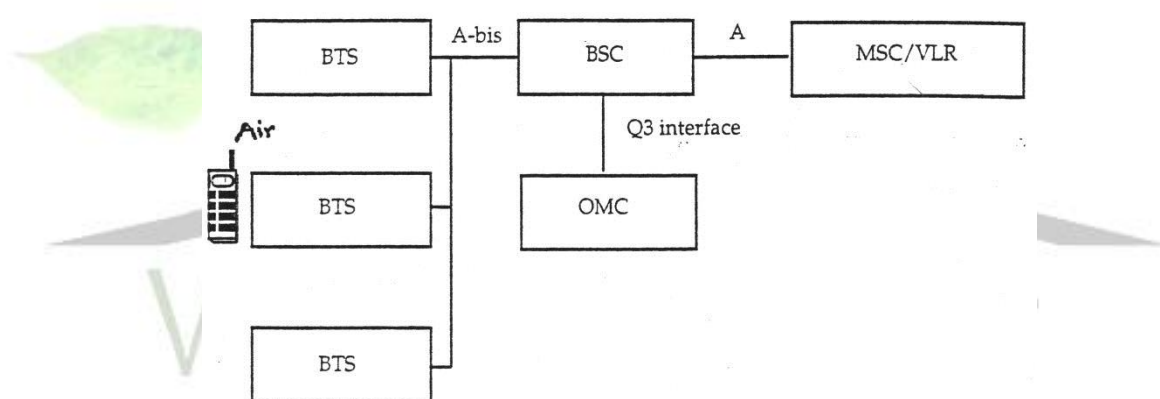 BTS
A-bis
BSC
A
MSC/VLR
Q3 interface
Air
BTS
OMC
BTS